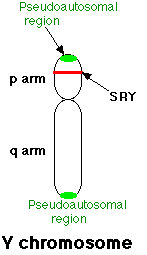 Pseudoautosomal
region
p arm
SRY
q arm
Pseudoautosomal
region
Y chromosome